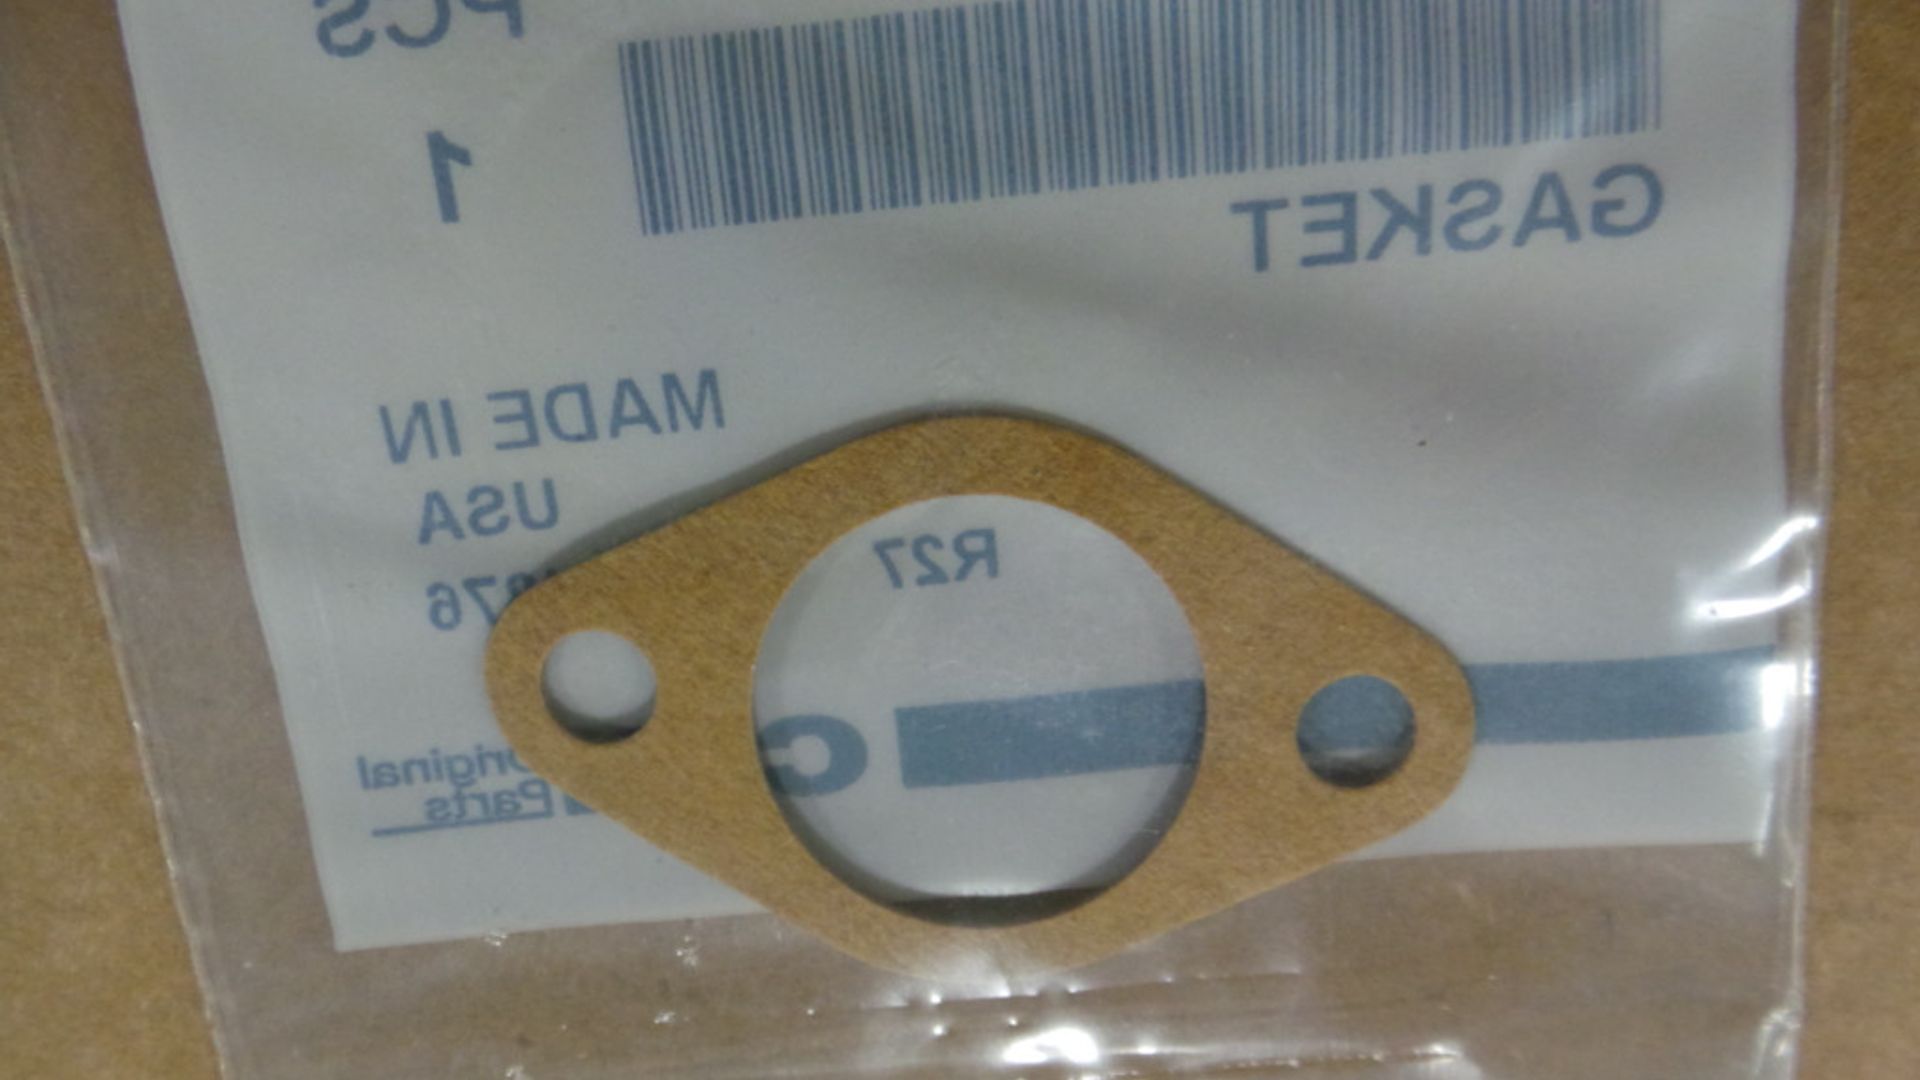 PCS
1
GASKET
MADE IN
USA
R27
Original
Parts